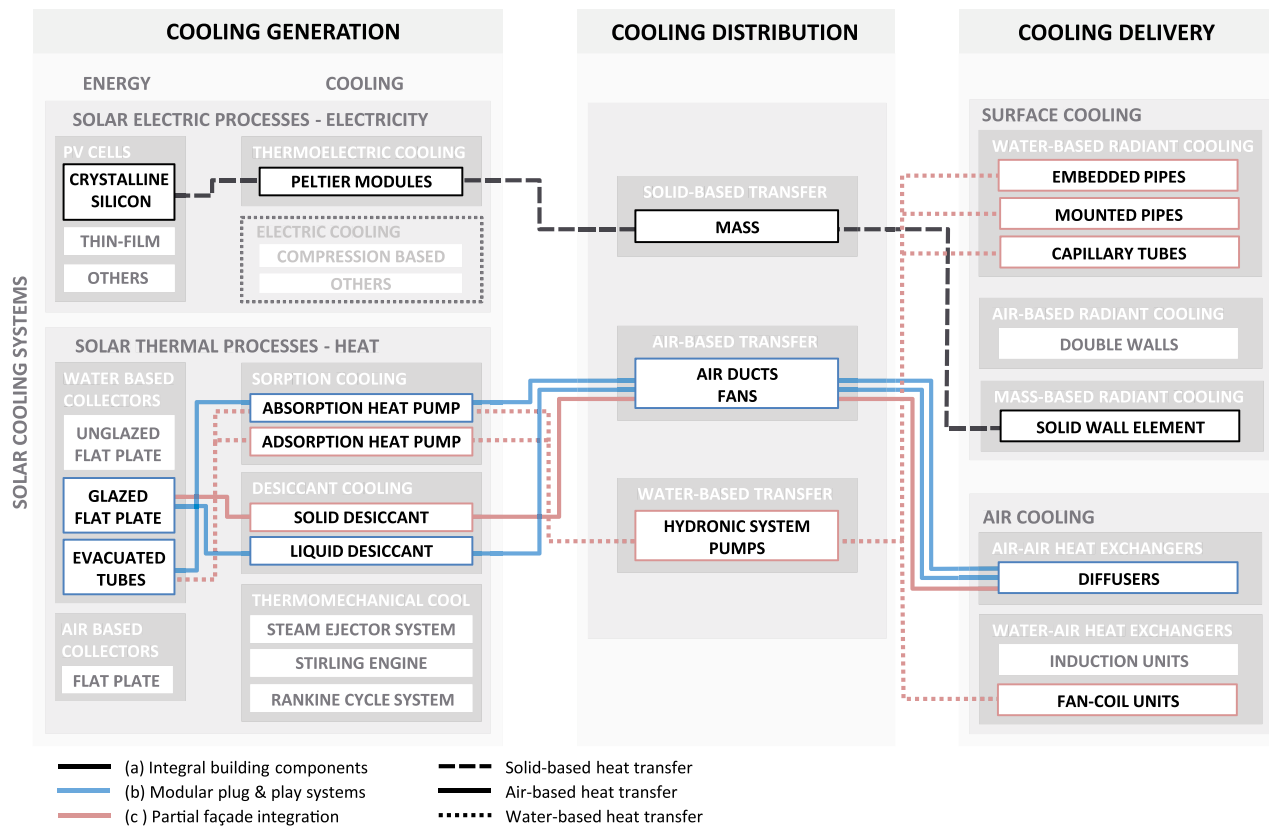 COOLING GENERATION
COOLING DISTRIBUTION
COOLING DELIVERY
SOLAR COOLING SYSTEMS
ENERGY
COOLING
SOLAR ELECTRIC PROCESSES - ELECTRICITY
PV CELLS
CRYSTALLINE
SILICON
THIN-FILM
OTHERS
THERMOELECTRIC COOLING
PELTIER MODULES
ELECTRIC COOLING
COMPRESSION BASED
OTHERS
SOLAR THERMAL PROCESSES - HEAT
WATER BASED
COLLECTORS
UNGLAZED
FLAT PLATE
GLAZED
FLAT PLATE
EVACUATED
TUBES
AIR BASED
COLLECTORS
FLAT PLATE
SORPTION COOLING
ABSORPTION HEAT PUMP
ADSORPTION HEAT PUMP
DESICCANT COOLING
SOLID DESICCANT
LIQUID DESICCANT
THERMOMECHANICAL COOL
STEAM EJECTOR SYSTEM
STIRLING ENGINE
RANKINE CYCLE SYSTEM
SOLID-BASED TRANSFER
MASS
AIR-BASED TRANSFER
AIR DUCTS
FANS
WATER-BASED TRANSFER
HYDRONIC SYSTEM
PUMPS
SURFACE COOLING
WATER-BASED RADIANT COOLING
EMBEDDED PIPES
MOUNTED PIPES
CAPILLARY TUBES
AIR-BASED RADIANT COOLING
DOUBLE WALLS
MASS-BASED RADIANT COOLING
SOLID WALL ELEMENT
AIR COOLING
AIR-AIR HEAT EXCHANGERS
DIFFUSERS
WATER-AIR HEAT EXCHANGERS
INDUCTION UNITS
FAN-COIL UNITS
(a) Integral building components
(b) Modular plug & play systems
(c ) Partial façade integration
Solid-based heat transfer
Air-based heat transfer
Water-based heat transfer